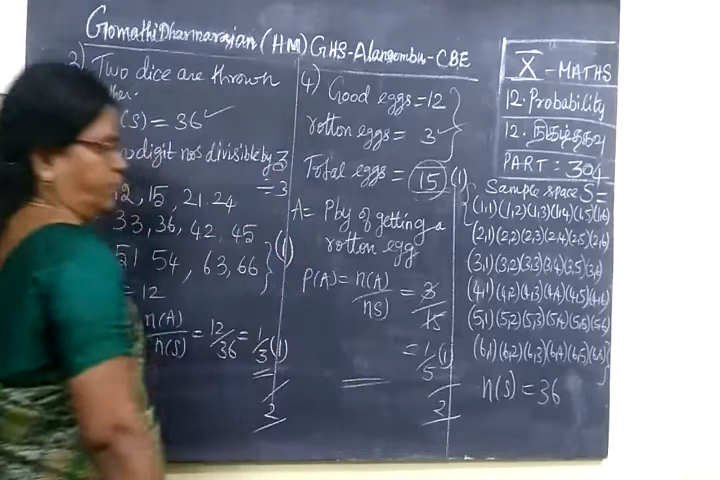 GomathiDharmarajan (HM) GHS-Alangombu-CBE
3) Two dice are thrown
(S) = 36 ✓
digit nos divisible by 3
÷3
12, 15, 21, 24
33, 36, 42, 45
51 54, 63, 66 } (1)
= 12
n(A)/n(S) = 12/36 = 1/3 (1)
2
4) Good eggs = 12
rotton eggs = 3 ✓
Total eggs = 15 (1)
A = Pby of getting a
rotton egg
P(A) = n(A)/n(S) = 3/15
= 1/5 (1)
2
X - MATHS
12. Probability
12. நிகழ்தகவு
PART : 304
Sample space S =
{ (1,1) (1,2) (1,3) (1,4) (1,5) (1,6)
(2,1) (2,2) (2,3) (2,4) (2,5) (2,6)
(3,1) (3,2) (3,3) (3,4) (3,5) (3,6)
(4,1) (4,2) (4,3) (4,4) (4,5) (4,6)
(5,1) (5,2) (5,3) (5,4) (5,5) (5,6)
(6,1) (6,2) (6,3) (6,4) (6,5) (6,6) }
n(S) = 36